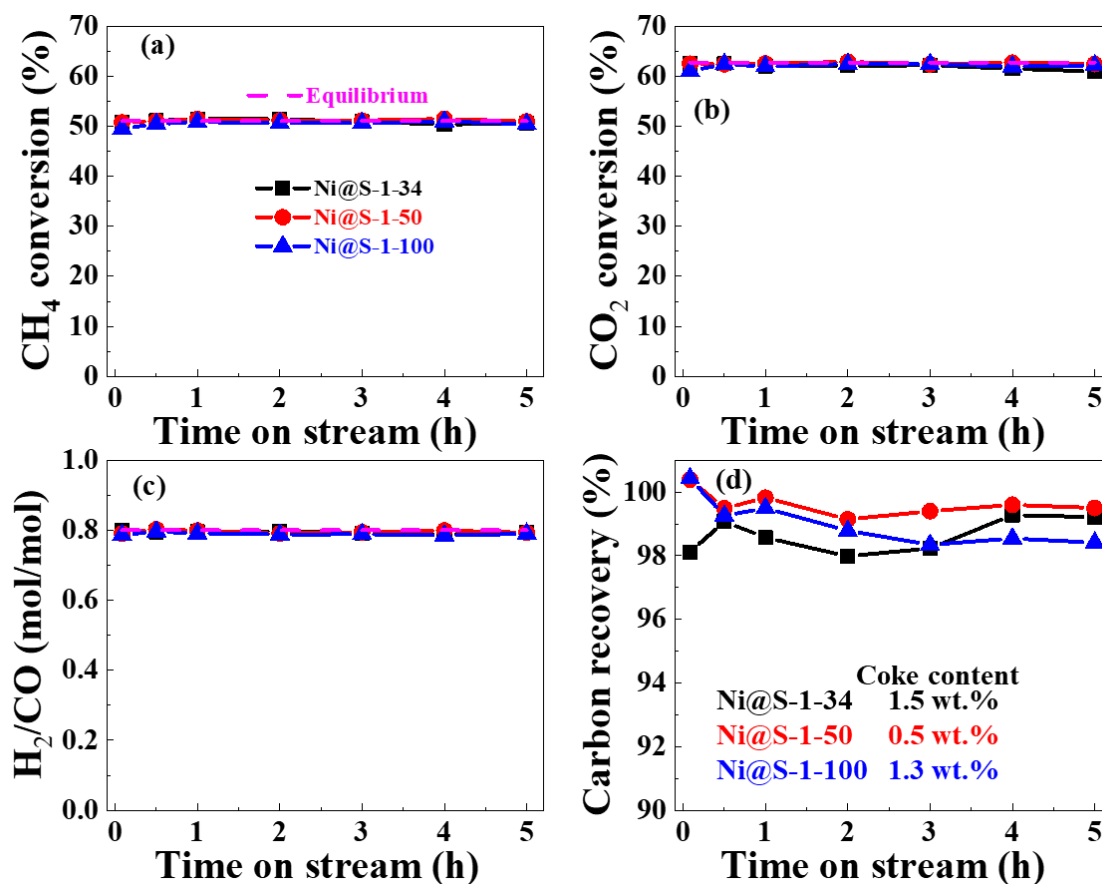 (a)
CH₄ conversion (%)
70
60
50
40
30
20
10
0
Equilibrium
Ni@S-1-34
Ni@S-1-50
Ni@S-1-100
0 1 2 3 4 5
Time on stream (h)
(b)
CO₂ conversion (%)
70
60
50
40
30
20
10
0
0 1 2 3 4 5
Time on stream (h)
(c)
H₂/CO (mol/mol)
1.0
0.8
0.6
0.4
0.2
0.0
0 1 2 3 4 5
Time on stream (h)
(d)
Carbon recovery (%)
100
98
96
94
92
90
Coke content
Ni@S-1-34 1.5 wt.%
Ni@S-1-50 0.5 wt.%
Ni@S-1-100 1.3 wt.%
0 1 2 3 4 5
Time on stream (h)